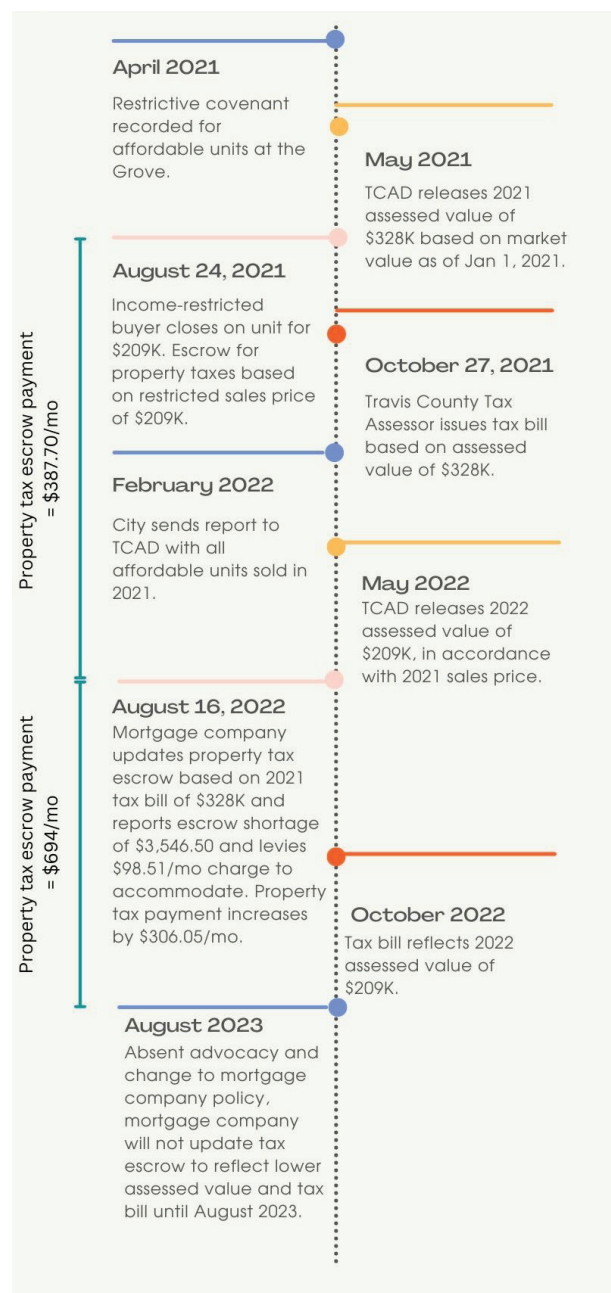 April 2021
Restrictive covenant
recorded for
affordable units at the
Grove.
May 2021
TCAD releases 2021
assessed value of
$328K based on market
value as of Jan 1, 2021.
August 24, 2021
Income-restricted
buyer closes on unit for
$209K. Escrow for
property taxes based
on restricted sales price
of $209K.
October 27, 2021
Travis County Tax
Assessor issues tax bill
based on assessed
value of $328K.
Property tax escrow payment
= $387.70/mo
February 2022
City sends report to
TCAD with all
affordable units sold in
2021.
May 2022
TCAD releases 2022
assessed value of
$209K, in accordance
with 2021 sales price.
August 16, 2022
Mortgage company
updates property tax
escrow based on 2021
tax bill of $328K and
reports escrow shortage
of $3,546.50 and levies
$98.51/mo charge to
accommodate. Property
tax payment increases
by $306.05/mo.
Property tax escrow payment
= $694/mo
October 2022
Tax bill reflects 2022
assessed value of
$209K.
August 2023
Absent advocacy and
change to mortgage
company policy,
mortgage company
will not update tax
escrow to reflect lower
assessed value and tax
bill until August 2023.